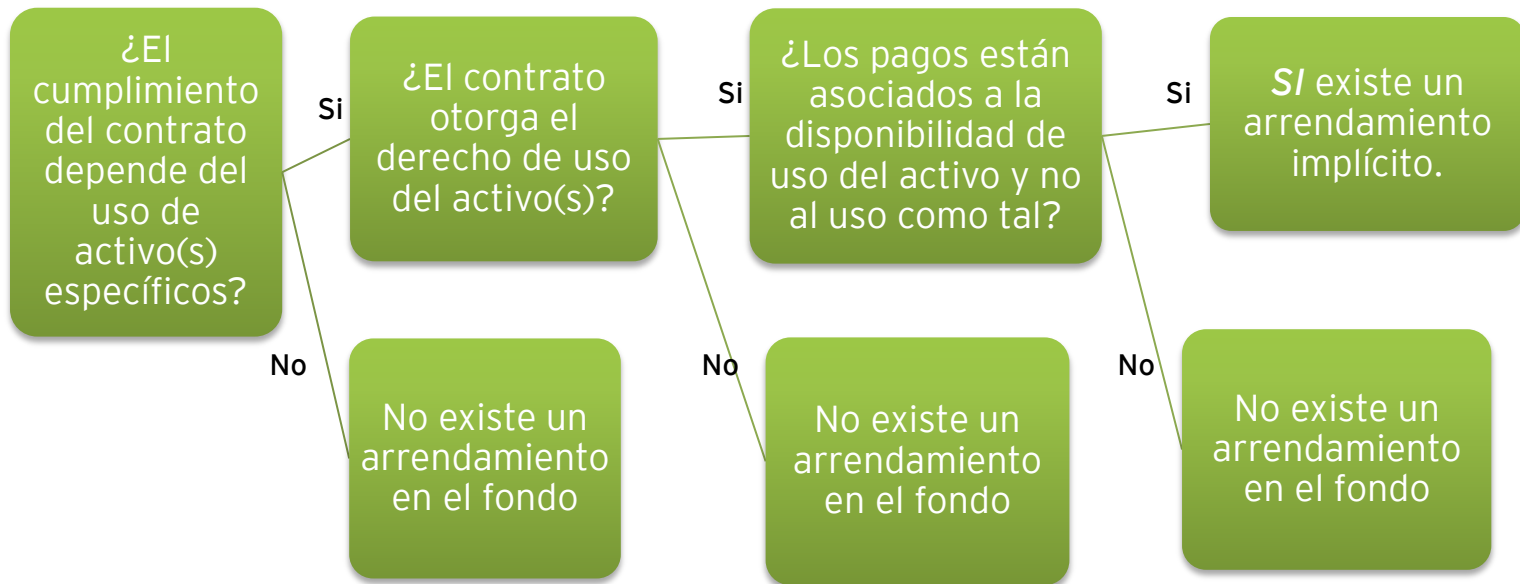 ¿El
cumplimiento
del contrato
depende del
uso de
activo(s)
específicos?
Si
¿El contrato
otorga el
derecho de uso
del activo(s)?
Si
¿Los pagos están
asociados a la
disponibilidad de
uso del activo y no
al uso como tal?
Si
SI existe un
arrendamiento
implícito.
No
No existe un
arrendamiento
en el fondo
No
No existe un
arrendamiento
en el fondo
No
No existe un
arrendamiento
en el fondo